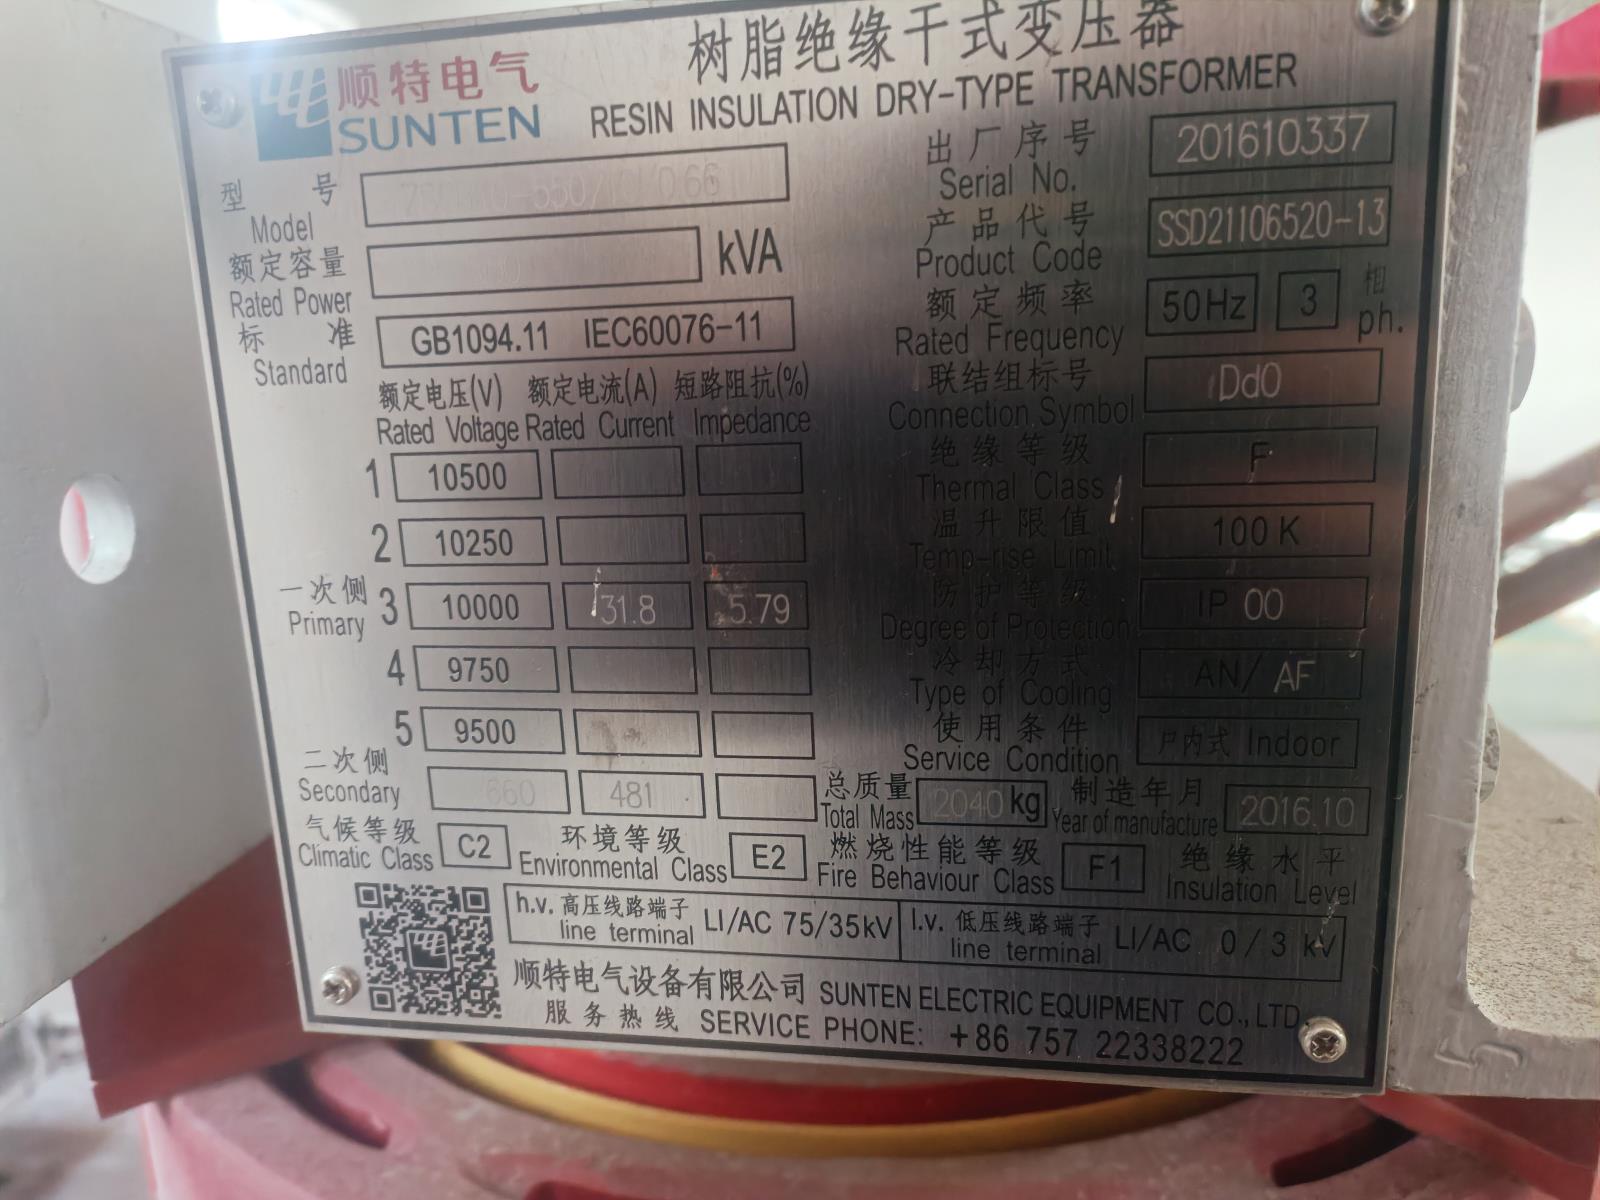 顺特电气
SUNTEN
树脂绝缘干式变压器
RESIN INSULATION DRY-TYPE TRANSFORMER
型号
Model
额定容量
Rated Power
kVA
标准
Standard
GB1094.11 IEC60076-11
出厂序号
Serial No.
201610337
产品代号
Product Code
SSD21106520-13
额定频率
Rated Frequency
50Hz 3 相
ph.
联结组标号
Connection Symbol
Dd0
绝缘等级
Thermal Class
F
温升限值
Temp-rise Limit
100 K
防护等级
Degree of Protection
IP 00
冷却方式
Type of Cooling
AN/ AF
使用条件
Service Condition
户内式 Indoor
额定电压(V) 额定电流(A) 短路阻抗(%)
Rated Voltage Rated Current Impedance
1 10500
2 10250
一次侧
Primary
3 10000 31.8 5.79
4 9750
5 9500
二次侧
Secondary
660 481
总质量
Total Mass
2040 kg
制造年月
Year of manufacture
2016.10
气候等级
Climatic Class
C2
环境等级
Environmental Class
E2
燃烧性能等级
Fire Behaviour Class
F1
绝缘水平
Insulation Level
h.v. 高压线路端子
line terminal
LI/AC 75/35kV
l.v. 低压线路端子
line terminal
LI/AC 0/3 kV
顺特电气设备有限公司 SUNTEN ELECTRIC EQUIPMENT CO.,LTD
服务热线 SERVICE PHONE: +86 757 22338222